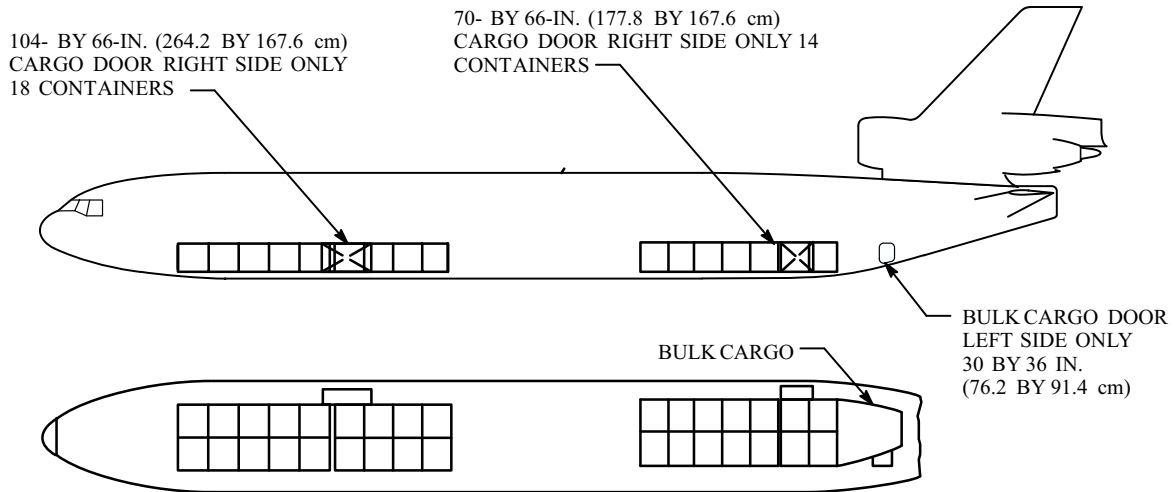 104- BY 66-IN. (264.2 BY 167.6 cm)
CARGO DOOR RIGHT SIDE ONLY
18 CONTAINERS
70- BY 66-IN. (177.8 BY 167.6 cm)
CARGO DOOR RIGHT SIDE ONLY 14
CONTAINERS
BULK CARGO DOOR
LEFT SIDE ONLY
30 BY 36 IN.
(76.2 BY 91.4 cm)
BULK CARGO